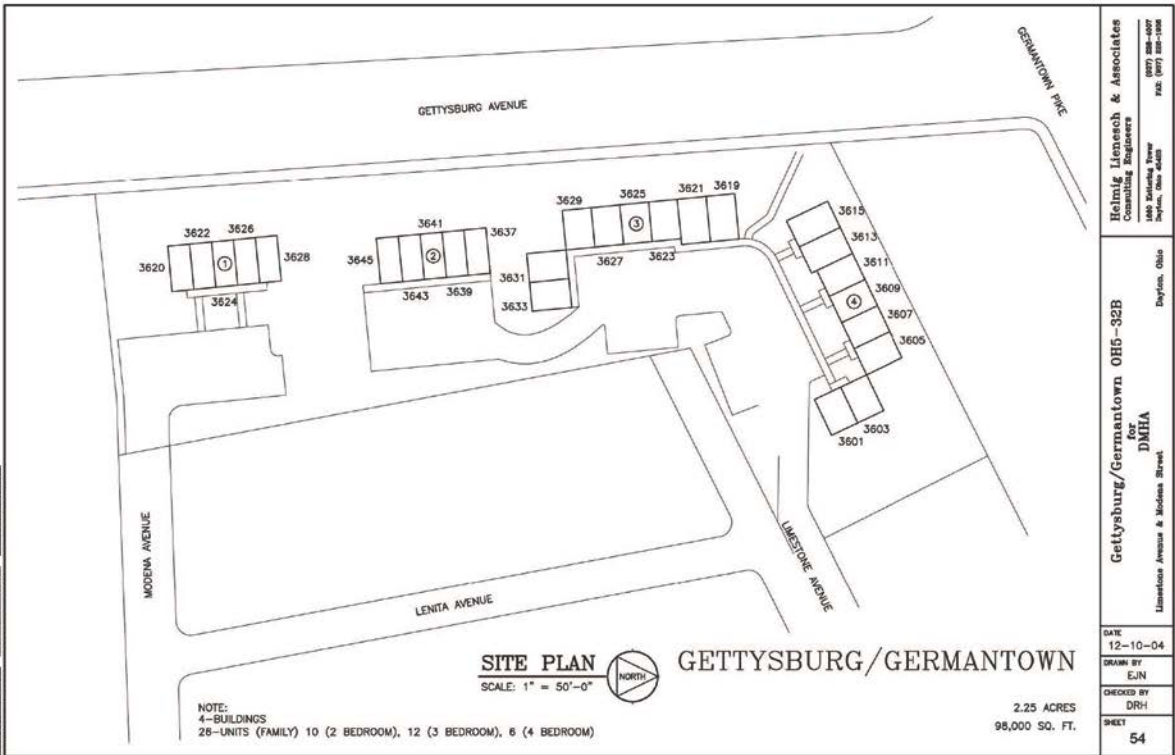 GETTYSBURG AVENUE
GERMANTOWN PIKE
3620
3622
3626
1
3628
3624
3645
3641
2
3637
3643
3639
3629
3625
3
3621
3619
3631
3633
3627
3623
3615
3613
3611
3609
4
3607
3605
3603
3601
MODENA AVENUE
LENITA AVENUE
LIMESTONE AVENUE
SITE PLAN
SCALE: 1" = 50'-0"
NORTH
GETTYSBURG/GERMANTOWN
NOTE:
4-BUILDINGS
26-UNITS (FAMILY) 10 (2 BEDROOM), 12 (3 BEDROOM), 6 (4 BEDROOM)
2.25 ACRES
98,000 SQ. FT.
Helmig Lienesch & Associates
Consulting Engineers
Dayton, Ohio
Gettysburg/Germantown OH5-32B
for
DMHA
Limestone Avenue & Modena Street
Dayton, Ohio
DATE
12-10-04
DRAWN BY
EJN
CHECKED BY
DRH
SHEET
54